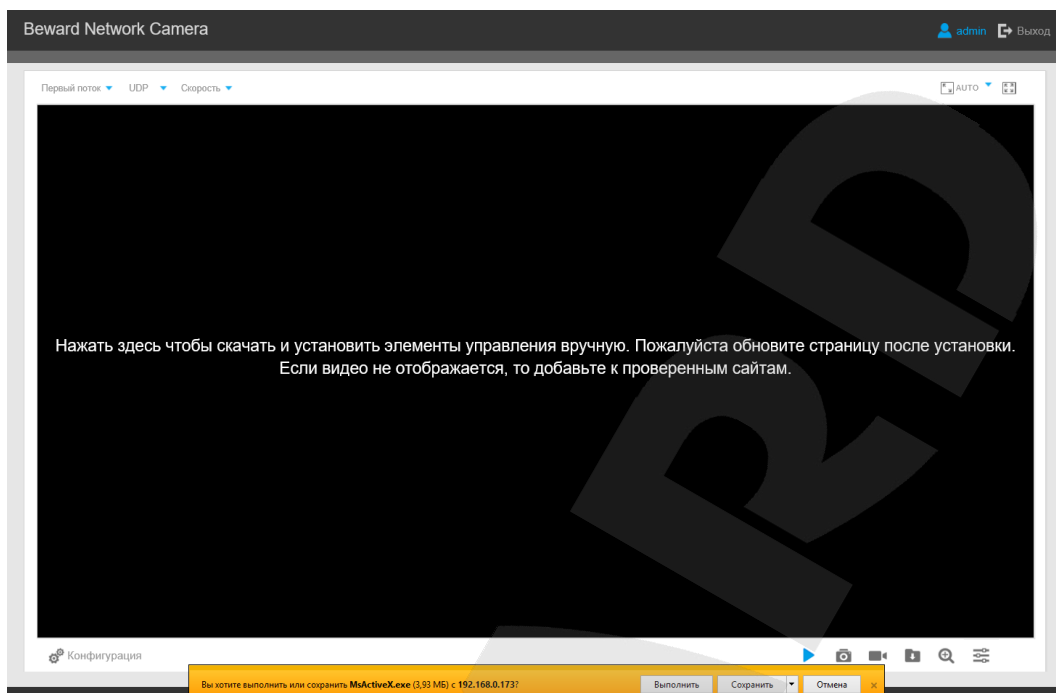 Beward Network Camera
admin Выход
Первый поток UDP Скорость AUTO
Нажать здесь чтобы скачать и установить элементы управления вручную. Пожалуйста обновите страницу после установки.
Если видео не отображается, то добавьте к проверенным сайтам.
Конфигурация
Вы хотите выполнить или сохранить MsActiveX.exe (3,93 МБ) с 192.168.0.173? Выполнить Сохранить Отмена
RD